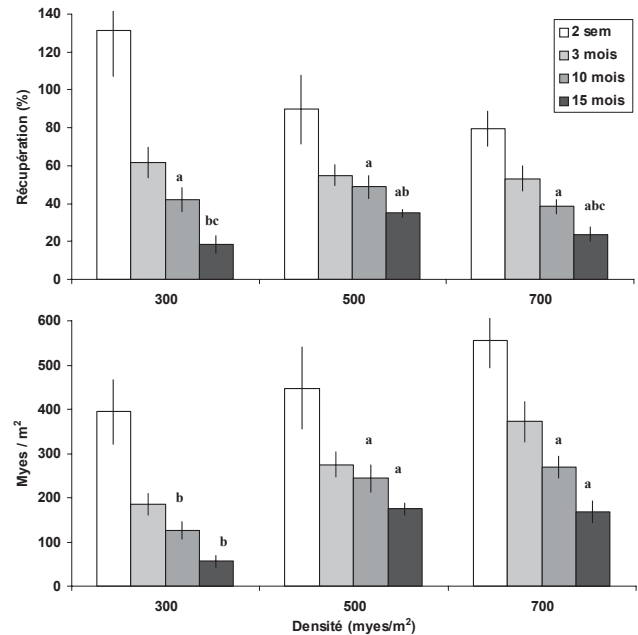 140
120
100
80
60
40
20
0
Récupération (%)
2 sem
3 mois
10 mois
15 mois
a
bc
a
ab
a
abc
300
500
700
600
500
400
300
200
100
0
Myes / m²
b
b
a
a
a
a
300
500
700
Densité (myes/m²)